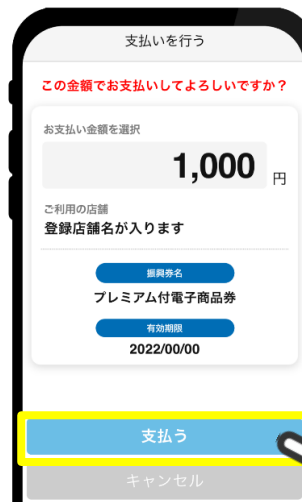 支払いを行う
この金額でお支払いしてよろしいですか？
お支払い金額を選択
1,000 円
ご利用の店舗
登録店舗名が入ります
振興券名
プレミアム付電子商品券
有効期限
2022/00/00
支払う
キャンセル